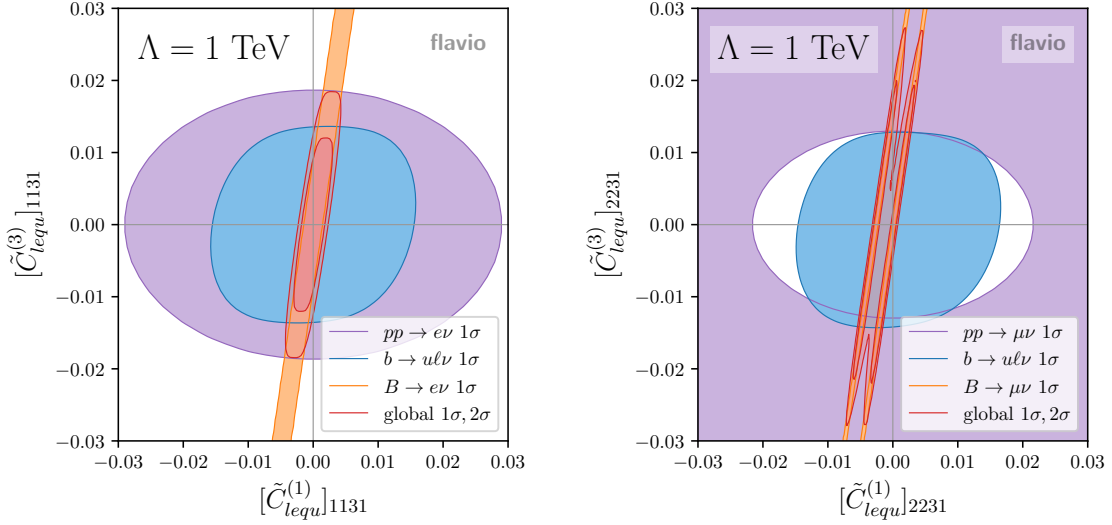 Λ = 1 TeV
flavio
0.03
0.02
0.01
0.00
−0.01
−0.02
−0.03
[C̃_{lequ}^{(3)}]_{1131}
−0.03 −0.02 −0.01 0.00 0.01 0.02 0.03
[C̃_{lequ}^{(1)}]_{1131}
pp → eν 1σ
b → uℓν 1σ
B → eν 1σ
global 1σ, 2σ
Λ = 1 TeV
flavio
0.03
0.02
0.01
0.00
−0.01
−0.02
−0.03
[C̃_{lequ}^{(3)}]_{2231}
−0.03 −0.02 −0.01 0.00 0.01 0.02 0.03
[C̃_{lequ}^{(1)}]_{2231}
pp → μν 1σ
b → uℓν 1σ
B → μν 1σ
global 1σ, 2σ